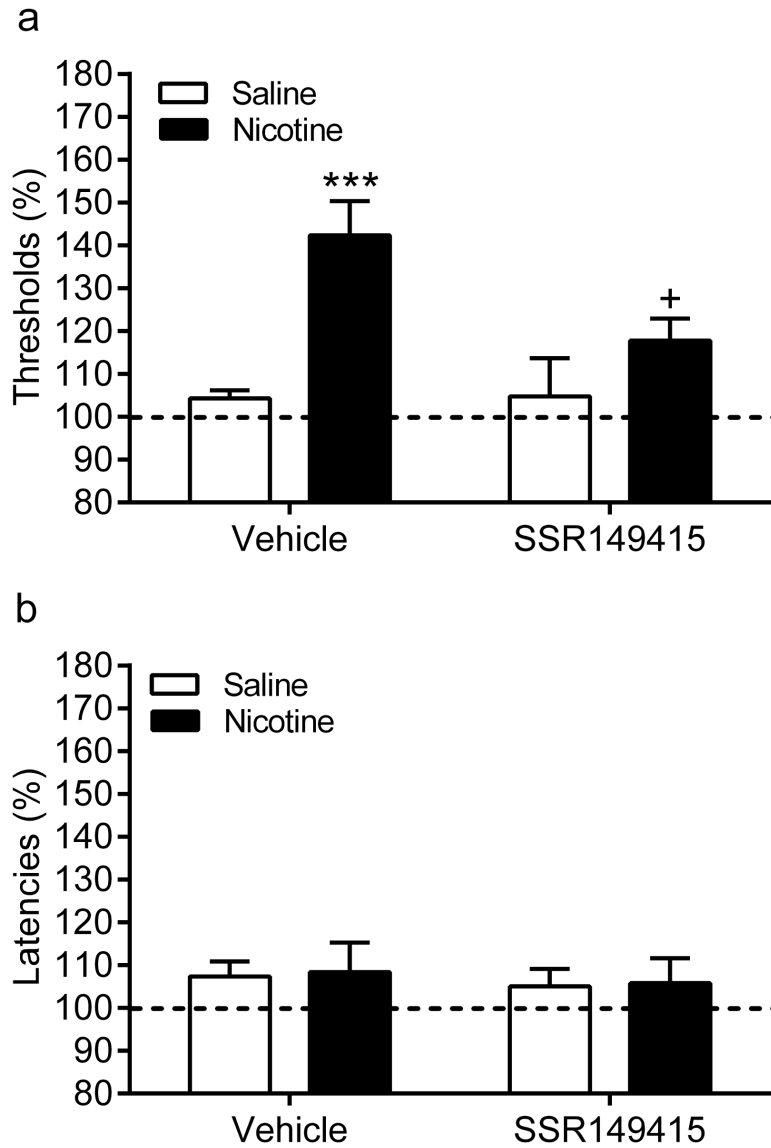 a
Thresholds (%)
180
170
160
150
140
130
120
110
100
90
80
Saline
Nicotine
***
+
Vehicle SSR149415
b
Latencies (%)
180
170
160
150
140
130
120
110
100
90
80
Saline
Nicotine
Vehicle SSR149415